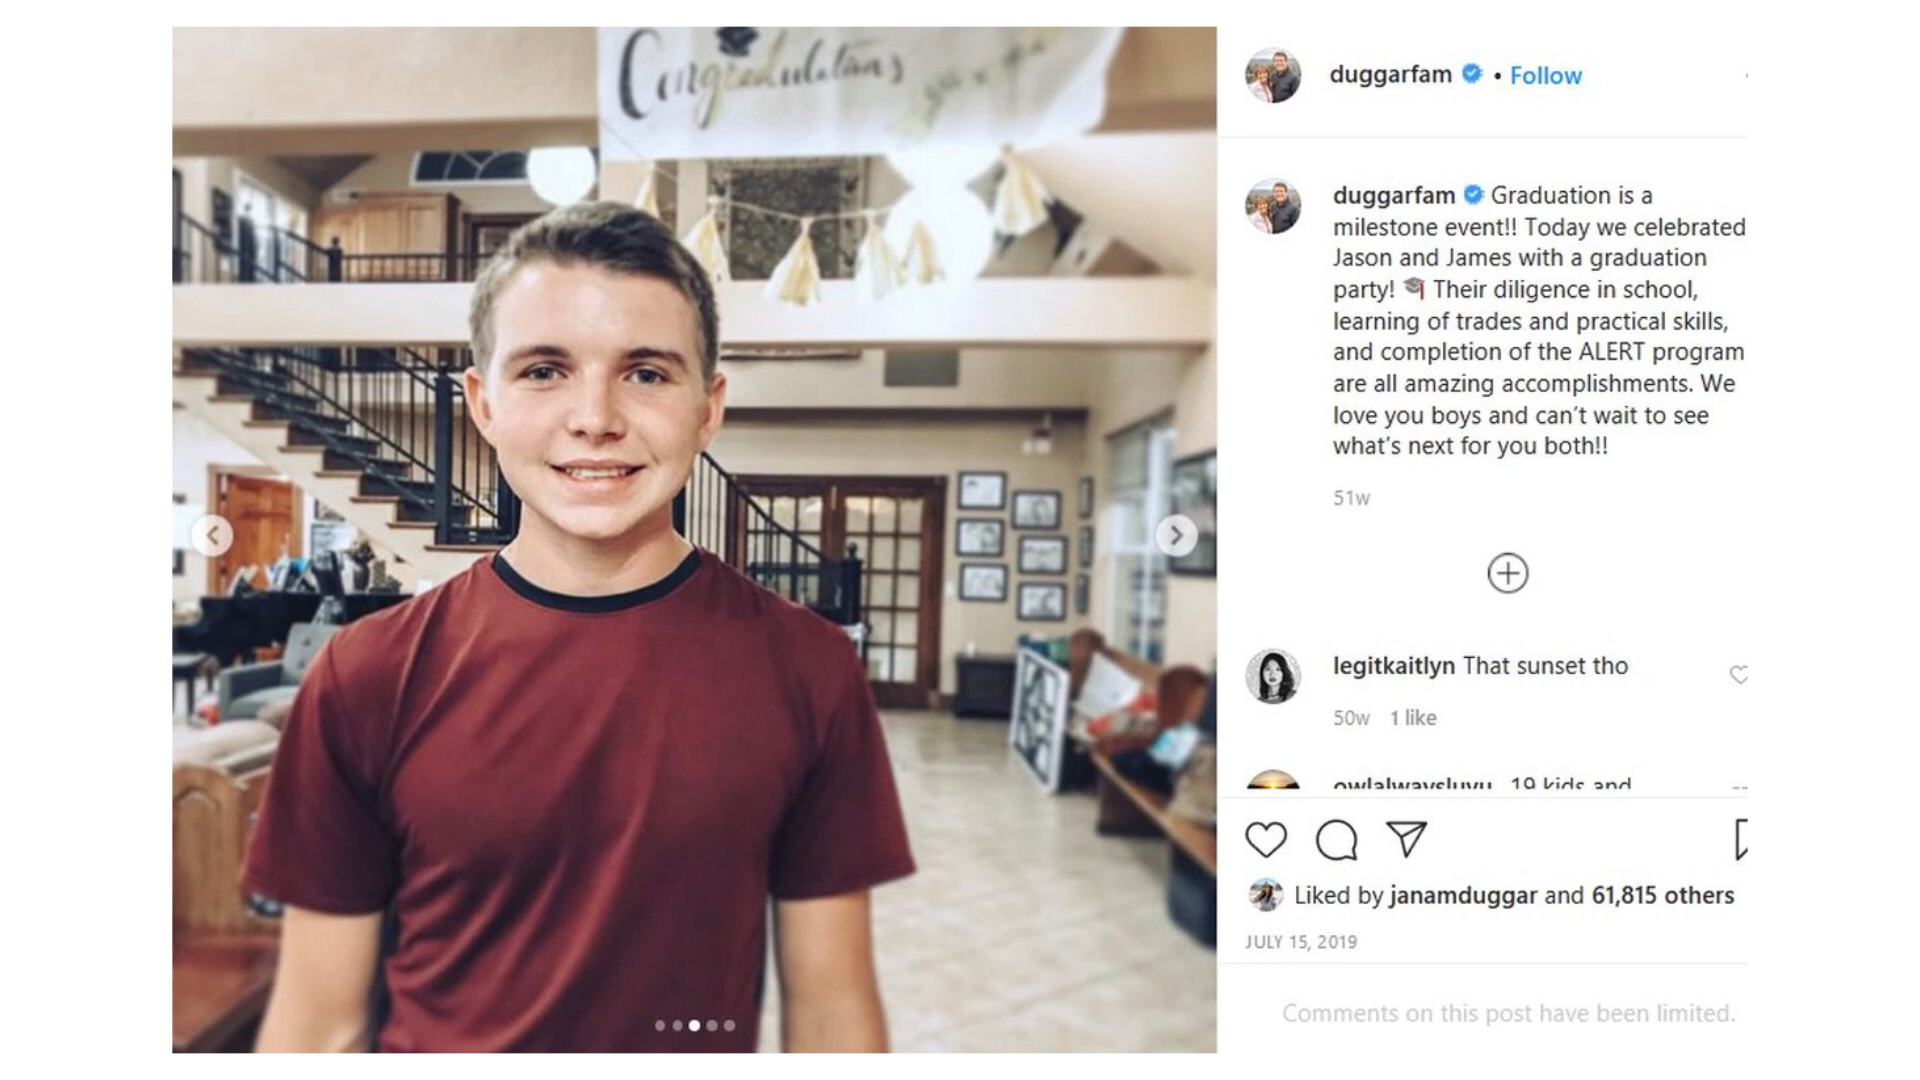 Congratulations
duggarfam • Follow
duggarfam Graduation is a
milestone event!! Today we celebrated
Jason and James with a graduation
party! 🎓 Their diligence in school,
learning of trades and practical skills,
and completion of the ALERT program
are all amazing accomplishments. We
love you boys and can't wait to see
what's next for you both!!
51w
legitkaitlyn That sunset tho
50w 1 like
owlalwaysluvu 19 kids and
Liked by janamduggar and 61,815 others
JULY 15, 2019
Comments on this post have been limited.